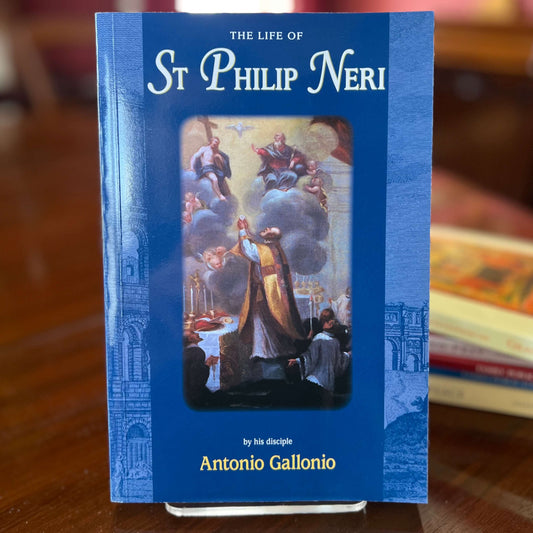 THE LIFE OF
ST PHILIP NERI
by his disciple
Antonio Gallonio